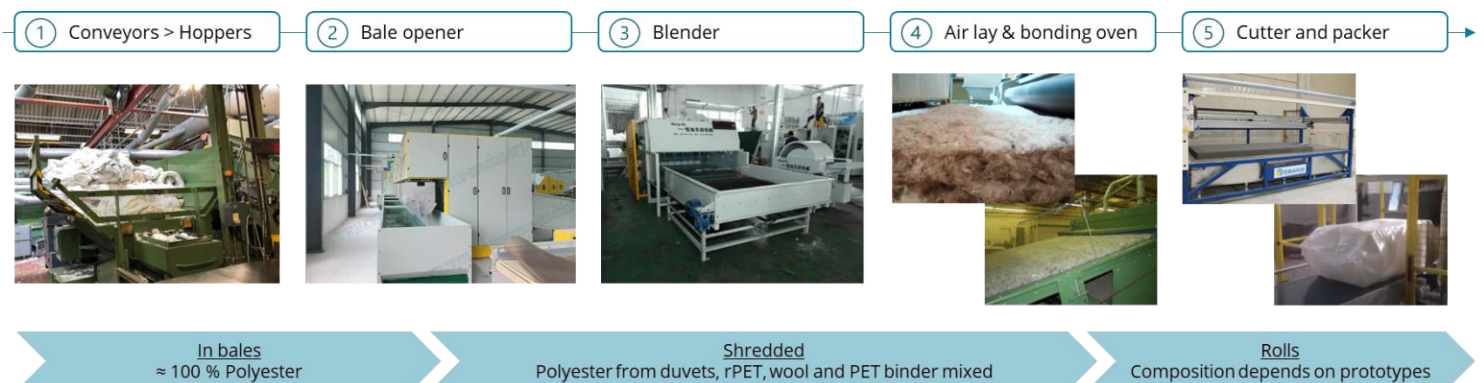 1 Conveyors > Hoppers
2 Bale opener
3 Blender
4 Air lay & bonding oven
5 Cutter and packer
In bales
≈ 100 % Polyester
Shredded
Polyester from duvets, rPET, wool and PET binder mixed
Rolls
Composition depends on prototypes